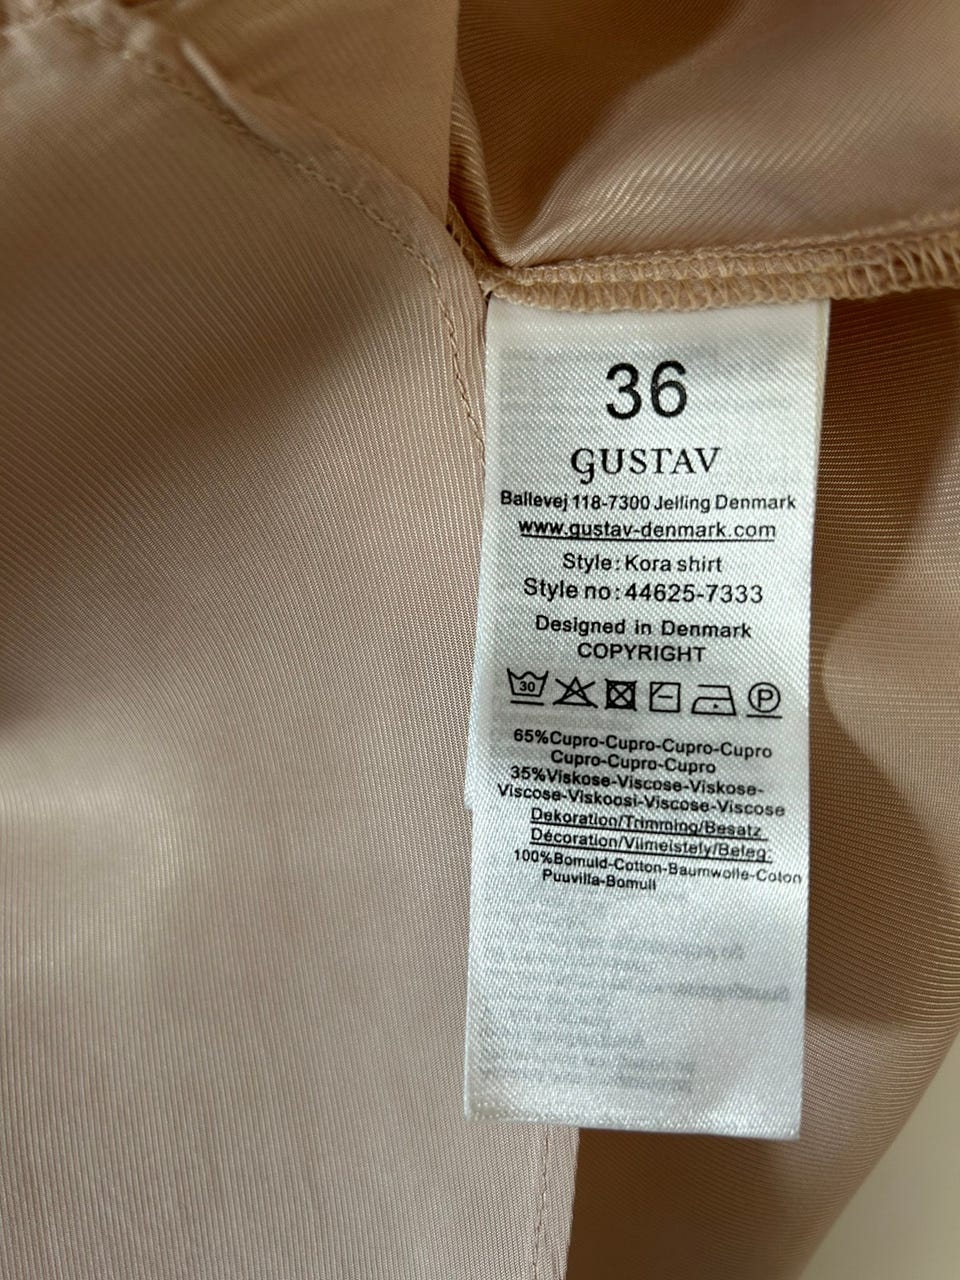 36
GUSTAV
Ballevej 118-7300 Jelling Denmark
www.gustav-denmark.com
Style: Kora shirt
Style no: 44625-7333
Designed in Denmark
COPYRIGHT
30 P
65%Cupro-Cupro-Cupro-Cupro
Cupro-Cupro-Cupro
35%Viskose-Viscose-Viskose-
Viscose-Viskoosi-Viscose-Viscose
Dekoration/Trimming/Besatz
Décoration/Viimeistely/Beleg:
100%Bomuld-Cotton-Baumwolle-Coton
Puuvilla-Bomull